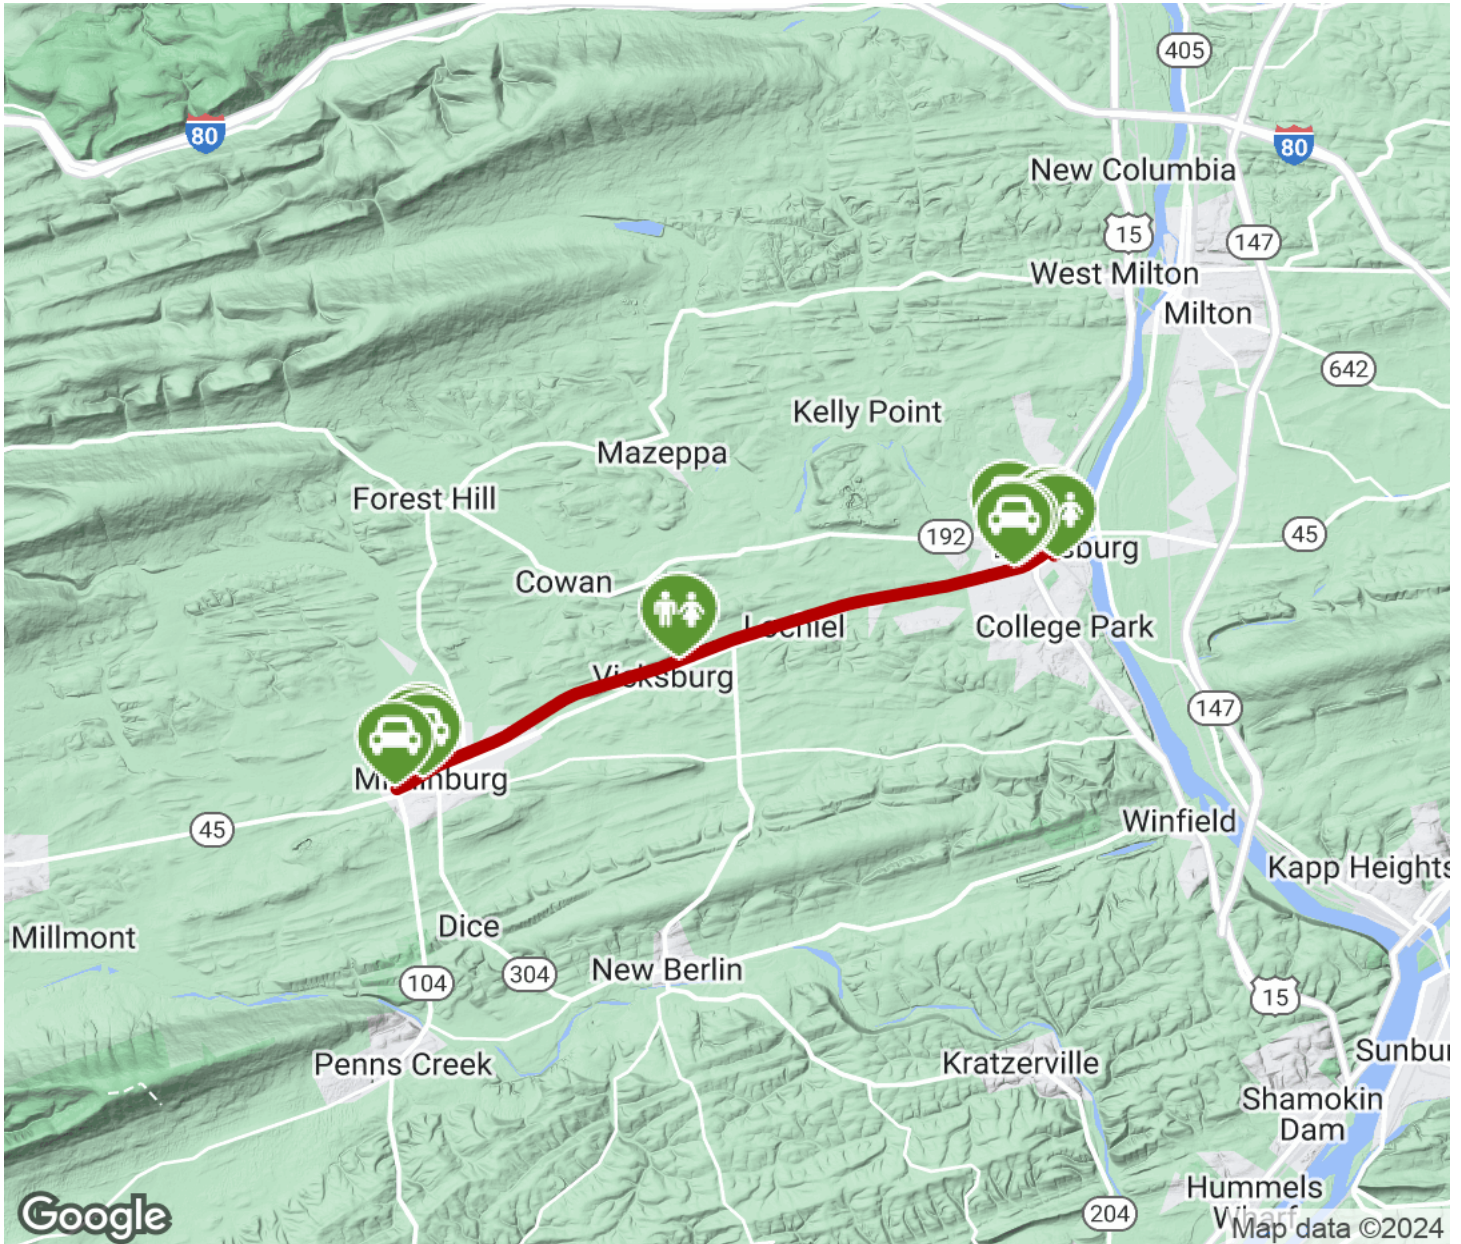 405
80
80
New Columbia
15
147
West Milton
Milton
642
Kelly Point
Mazeppa
Forest Hill
192
45
Cowan
College Park
Vicksburg
147
45
Winfield
Kapp Heights
Dice
Millmont
New Berlin
304
104
15
Penns Creek
Kratzerville
Shamokin
Dam
204
Hummels
Google
Map data ©2024